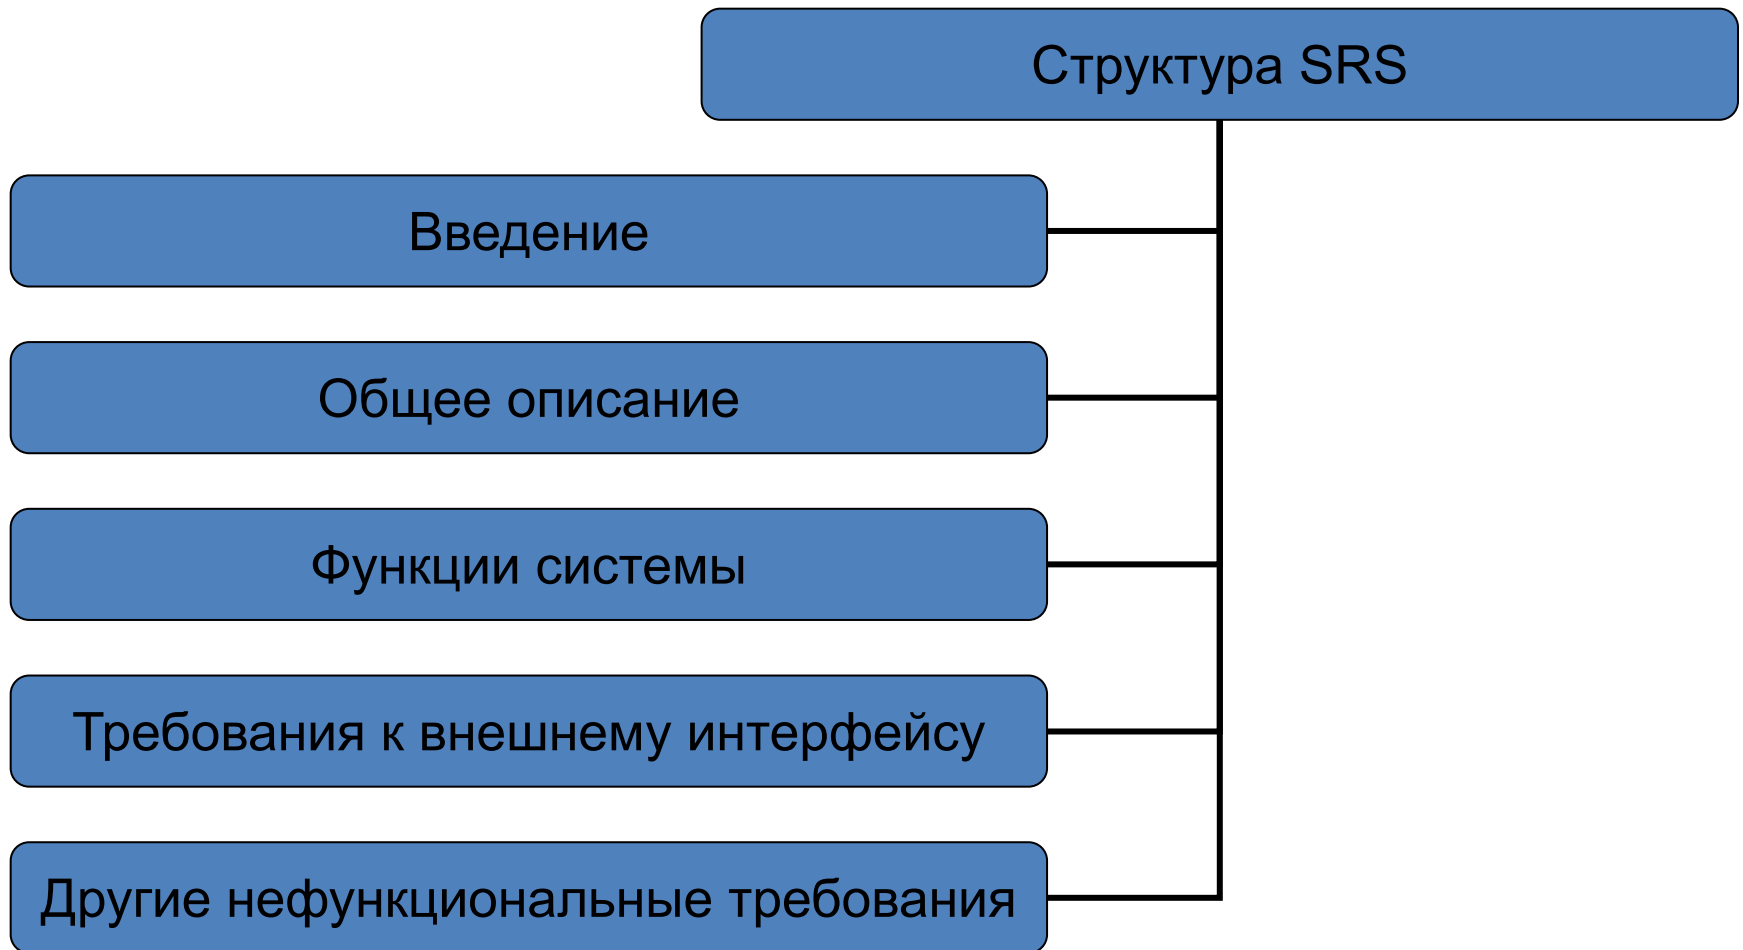 Структура SRS
Введение
Общее описание
Функции системы
Требования к внешнему интерфейсу
Другие нефункциональные требования